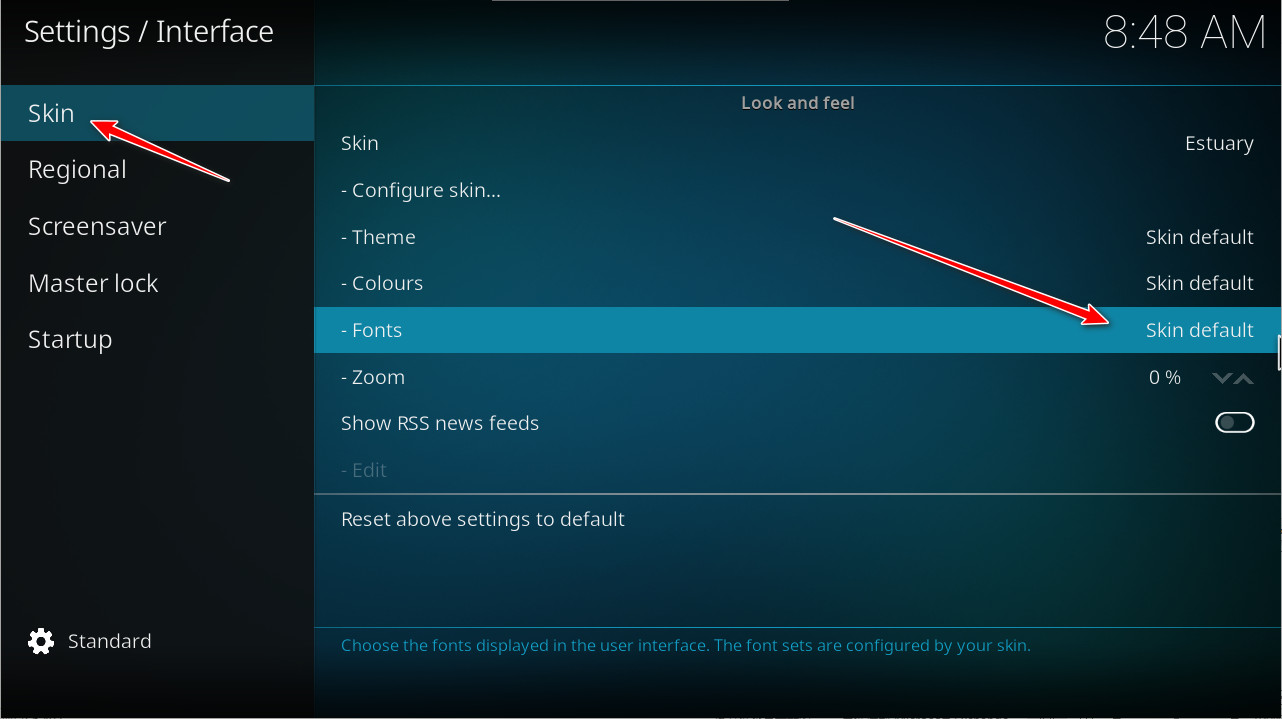 Settings / Interface
8:48 AM
Skin
Regional
Screensaver
Master lock
Startup
Standard
Look and feel
Skin Estuary
- Configure skin...
- Theme Skin default
- Colours Skin default
- Fonts Skin default
- Zoom 0 %
Show RSS news feeds
- Edit
Reset above settings to default
Choose the fonts displayed in the user interface. The font sets are configured by your skin.